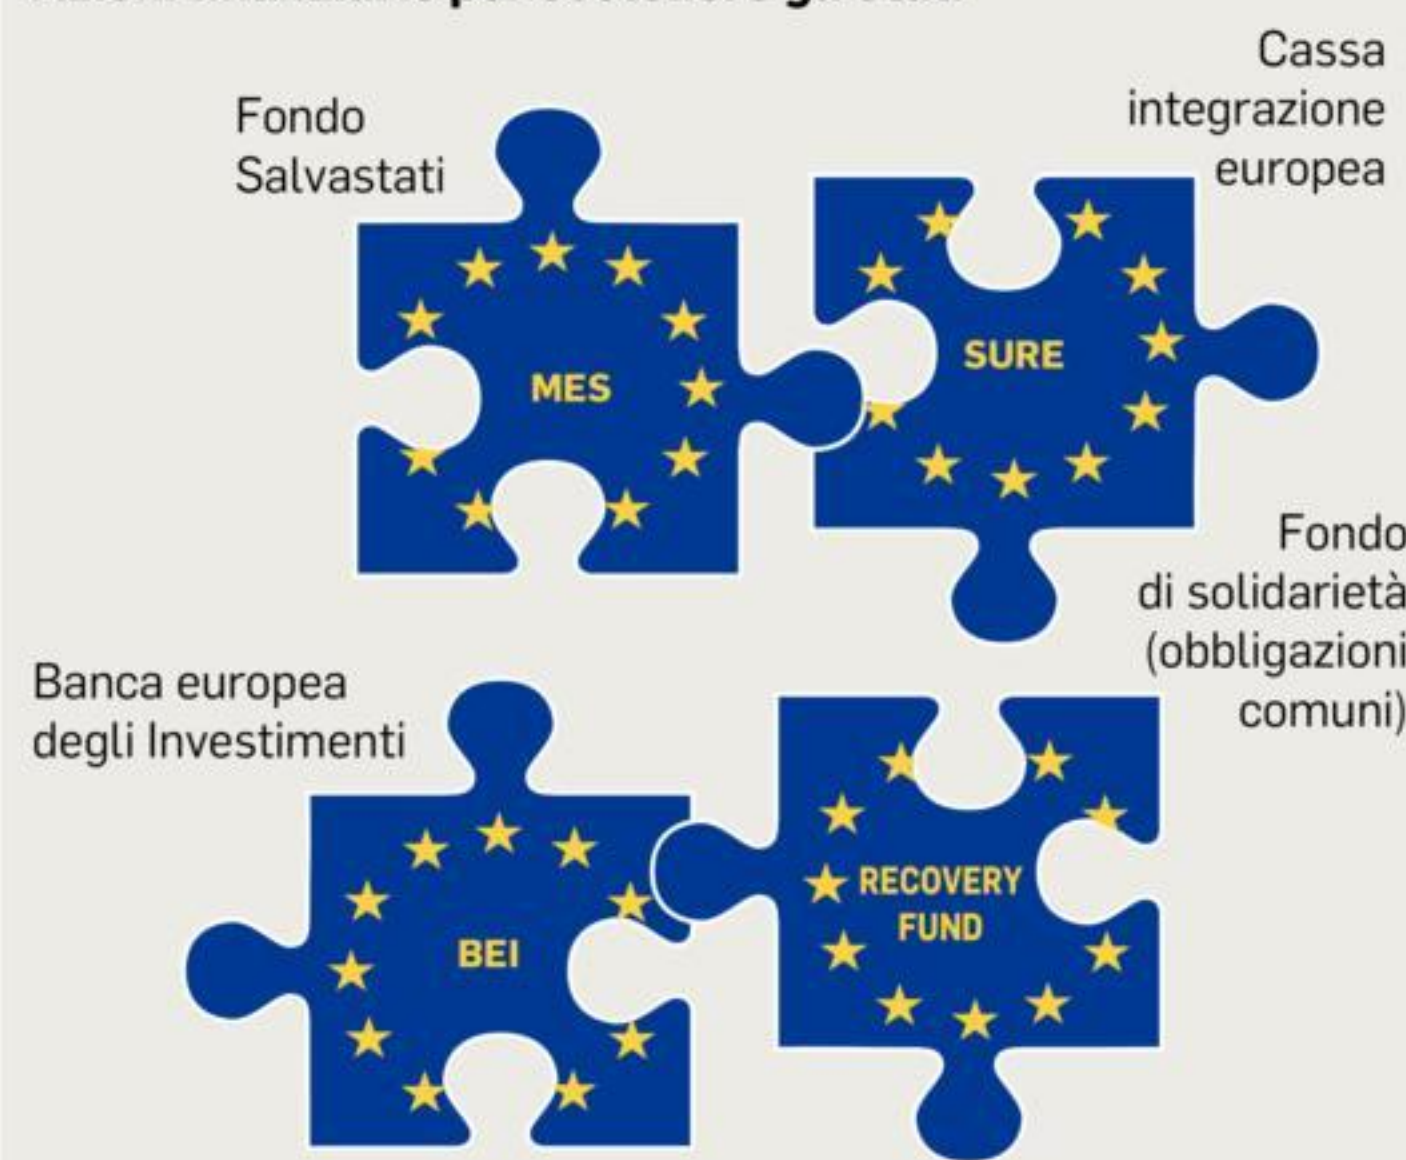 Fondo
Salvastati
MES
Cassa
integrazione
europea
SURE
Banca europea
degli Investimenti
BEI
Fondo
di solidarietà
(obbligazioni
comuni)
RECOVERY
FUND